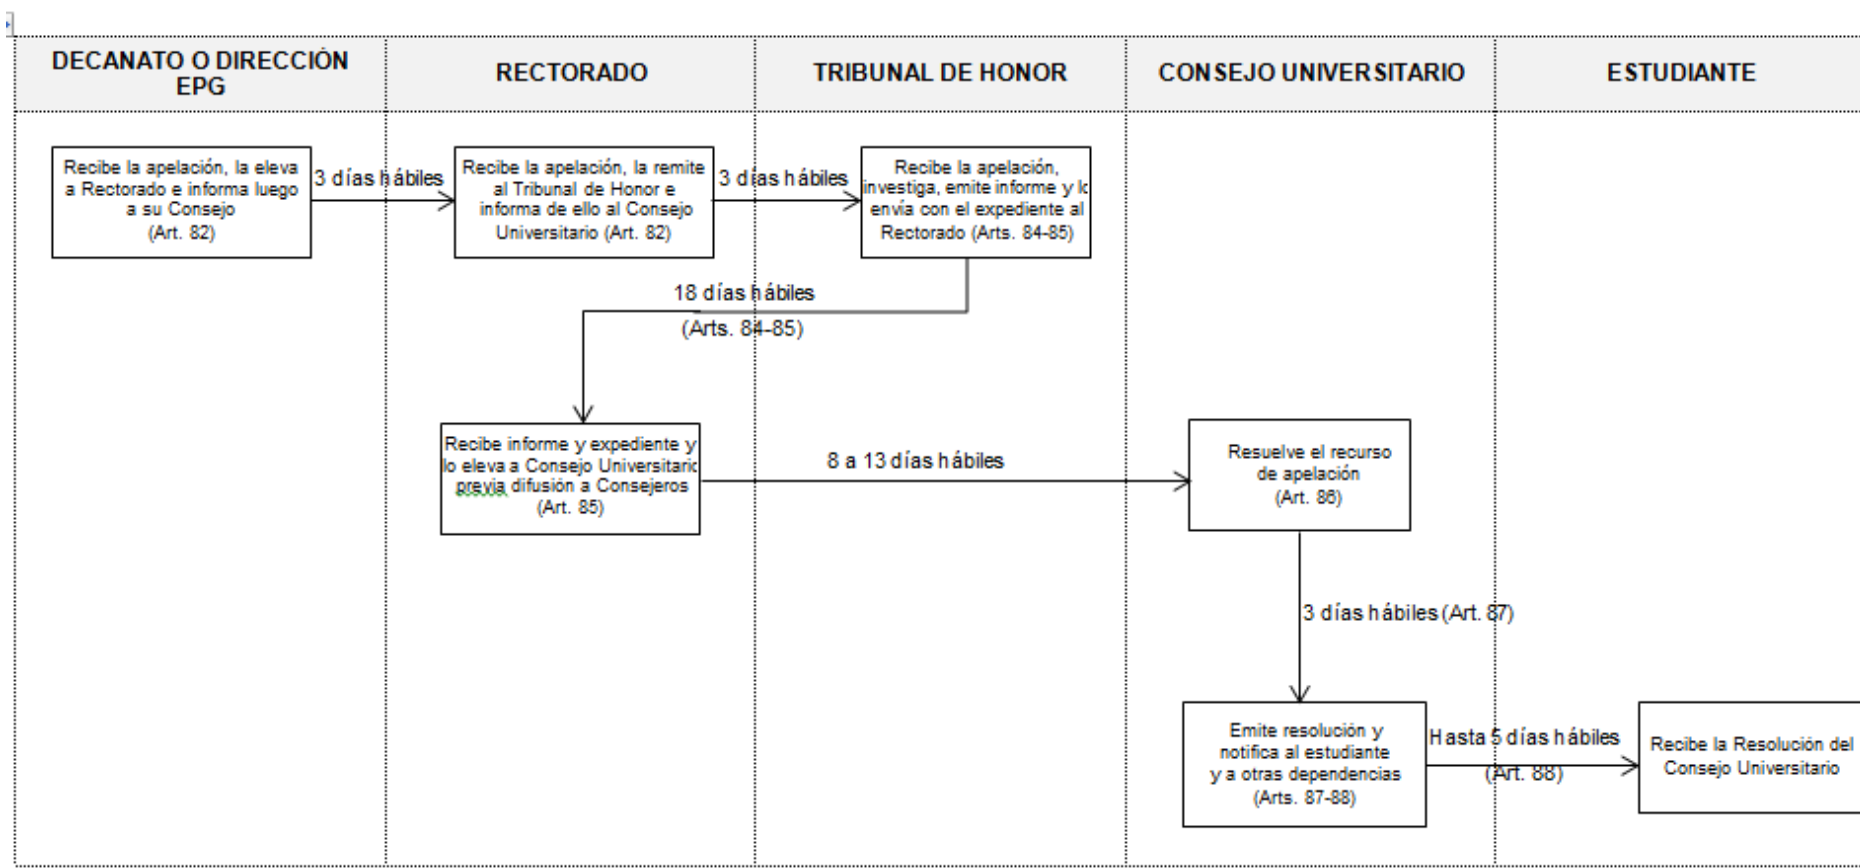 DECANATO O DIRECCIÓN
EPG
RECTORADO
TRIBUNAL DE HONOR
CONSEJO UNIVERSITARIO
ESTUDIANTE
Recibe la apelación, la eleva
a Rectorado e informa luego
a su Consejo
(Art. 82)
3 días hábiles
Recibe la apelación, la remite
al Tribunal de Honor e
informa de ello al Consejo
Universitario (Art. 82)
3 días hábiles
Recibe la apelación,
investiga, emite informe y lo
envía con el expediente al
Rectorado (Arts. 84-85)
18 días hábiles
(Arts. 84-85)
Recibe informe y expediente y
lo eleva a Consejo Universitario
previa difusión a Consejeros
(Art. 85)
8 a 13 días hábiles
Resuelve el recurso
de apelación
(Art. 86)
3 días hábiles (Art. 87)
Emite resolución y
notifica al estudiante
y a otras dependencias
(Arts. 87-88)
Hasta 5 días hábiles
(Art. 88)
Recibe la Resolución del
Consejo Universitario